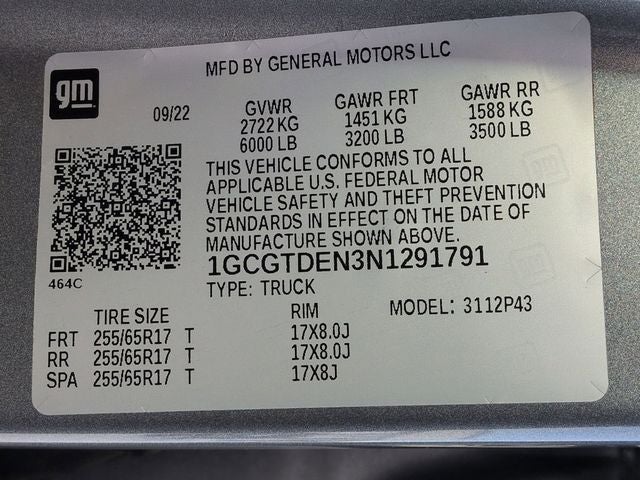 gm
MFD BY GENERAL MOTORS LLC
09/22
GVWR GAWR FRT GAWR RR
2722 KG 1451 KG 1588 KG
6000 LB 3200 LB 3500 LB
THIS VEHICLE CONFORMS TO ALL
APPLICABLE U.S. FEDERAL MOTOR
VEHICLE SAFETY AND THEFT PREVENTION
STANDARDS IN EFFECT ON THE DATE OF
MANUFACTURE SHOWN ABOVE.
1GCGTDEN3N1291791
464C
TYPE: TRUCK
TIRE SIZE RIM MODEL: 3112P43
FRT 255/65R17 T 17X8.0J
RR 255/65R17 T 17X8.0J
SPA 255/65R17 T 17X8J